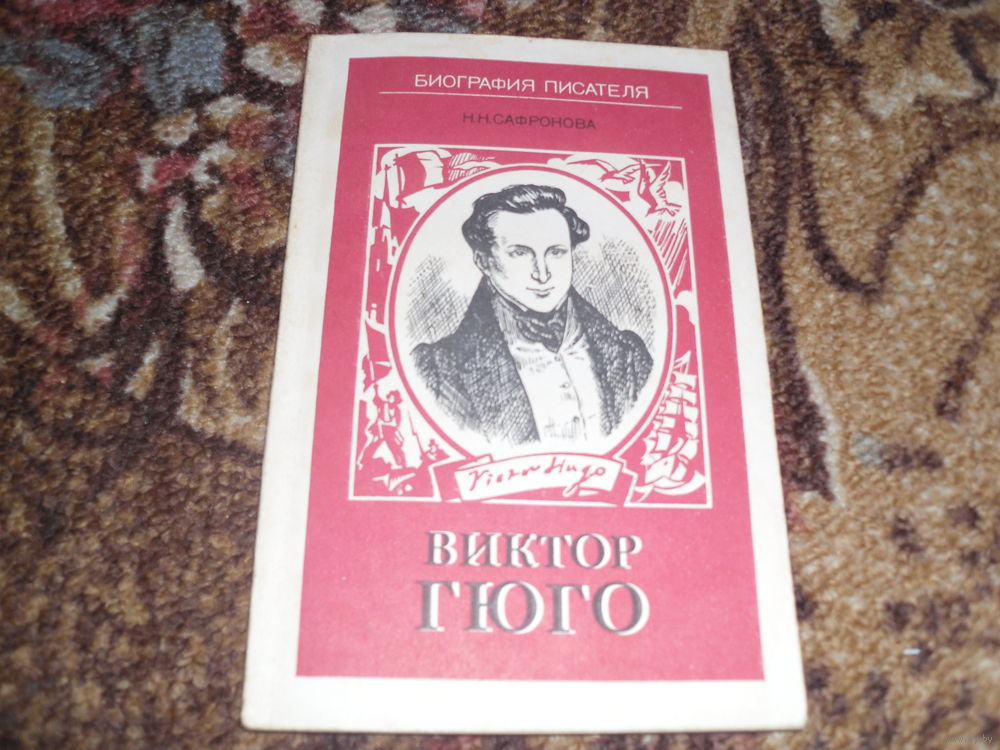 БИОГРАФИЯ ПИСАТЕЛЯ
Н.Н.САФРОНОВА
Victor Hugo
ВИКТОР
ГЮГО